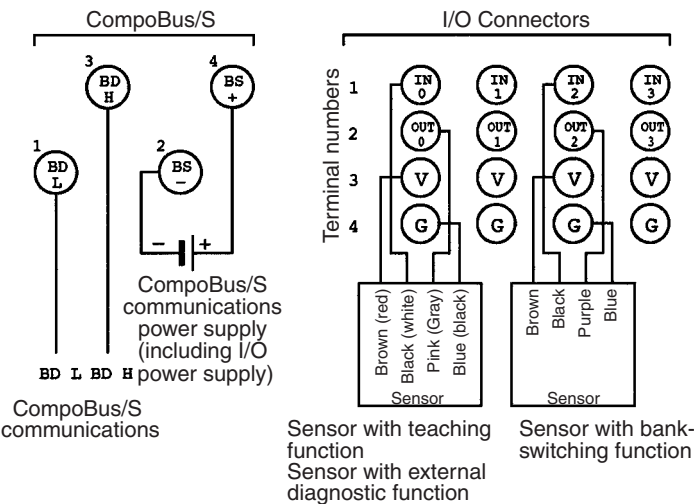 CompoBus/S
3
BD
H
4
BS
+
1
BD
L
2
BS
−
− +
CompoBus/S
communications
power supply
(including I/O
power supply)
BD L BD H
CompoBus/S
communications
I/O Connectors
Terminal numbers
1
IN
0
IN
1
IN
2
IN
3
2
OUT
0
OUT
1
OUT
2
OUT
3
3
V
V
V
V
4
G
G
G
G
Brown (red)
Black (white)
Pink (Gray)
Blue (black)
Sensor
Brown
Black
Purple
Blue
Sensor
Sensor with teaching
function
Sensor with external
diagnostic function
Sensor with bank-
switching function